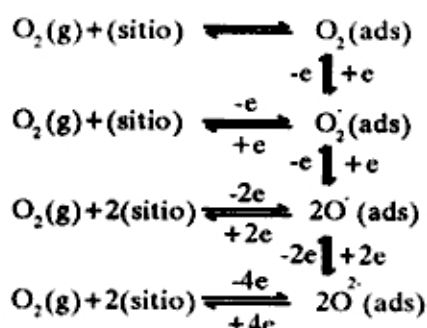 O₂(g)+(sitio) ⇌ O₂(ads)
-e ⇅ +e
-e
O₂(g)+(sitio) ⇌ O₂⁻(ads)
+e
-e ⇅ +e
-2e
O₂(g)+2(sitio) ⇌ 2O⁻(ads)
+2e
-2e ⇅ +2e
-4e
O₂(g)+2(sitio) ⇌ 2O²⁻(ads)
+4e